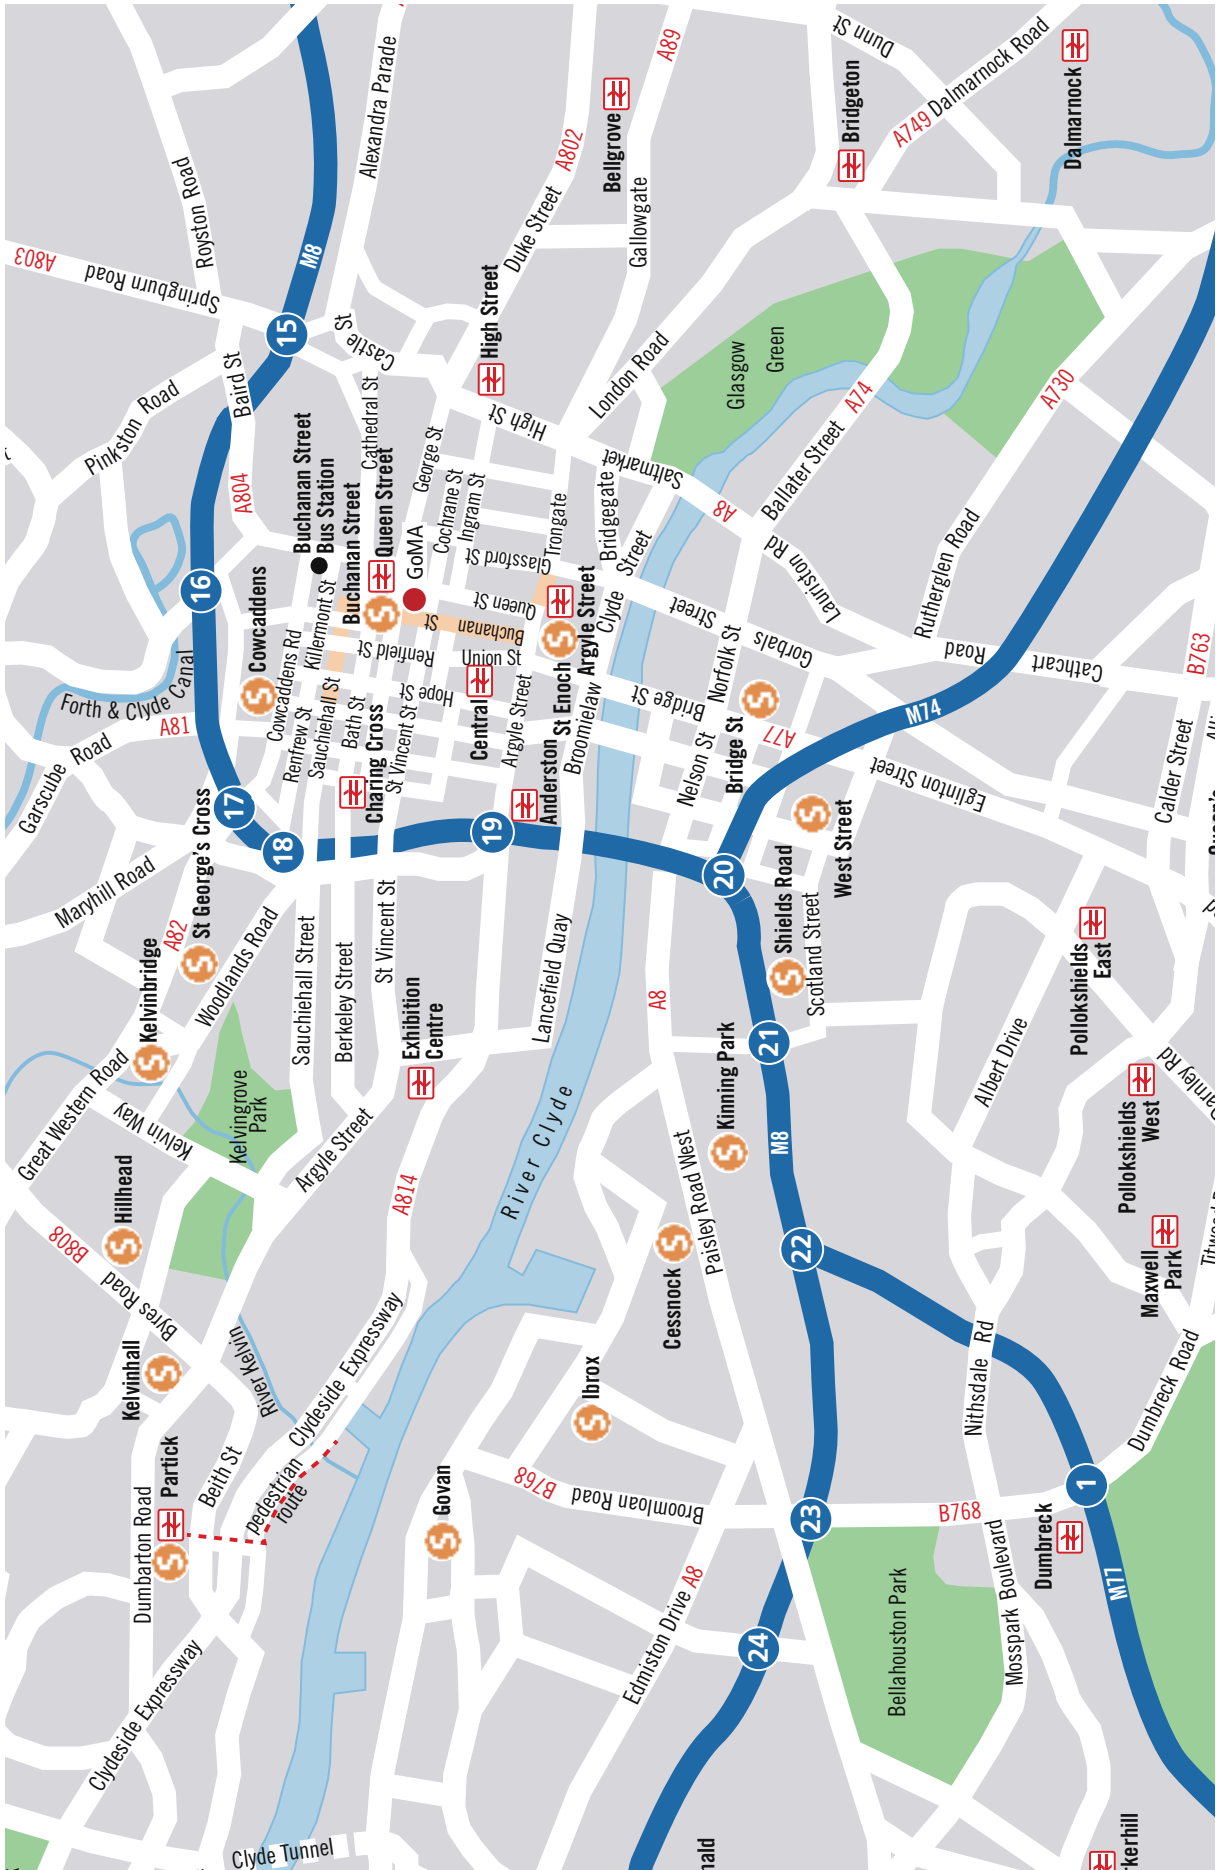 Clyde Tunnel
Clydeside Expressway
Dumbarton Road
Partick
Beith St
pedestrian
route
Kelvinhall
Byres Road
B808
Hillhead
River Kelvin
Clydeside Expressway
Great Western Road
Kelvin Way
Kelvingrove
Park
Argyle Street
A814
Kelvinbridge
Woodlands Road
A82
St George's Cross
Maryhill Road
Garscube Road
A81
Forth & Clyde Canal
Sauchiehall Street
Berkeley Street
St Vincent St
Exhibition
Centre
Lancefield Quay
River Clyde
17
18
19
16
15
M8
Cowcaddens
Cowcaddens Rd
Renfrew St
Sauchiehall St
Killermont St
Bath St
Charing Cross
St Vincent St
Hope St
Renfield St
Union St
Central
Argyle Street
Anderston
Broomielaw
St Enoch
Argyle Street
Buchanan
St
Queen St
Glassford St
Trongate
Buchanan Street
Bus Station
Buchanan Street
Queen Street
GoMA
Cathedral St
George St
Cochrane St
Ingram St
A804
Baird St
Pinkston Road
Springburn Road
A803
Royston Road
Alexandra Parade
Castle St
High Street
High St
Duke Street
A802
Bellgrove
A89
Gallowgate
London Road
Saltmarket
Bridgegate
Clyde
Street
Glasgow
Green
Bridgeton
Dunn St
A749
Dalmarnock Road
Dalmarnock
A8
Ballater Street
A74
A730
Rutherglen Road
Lauriston Rd
Gorbals
Street
Norfolk St
Bridge St
Nelson St
Bridge St
A77
M74
Cathcart
Road
B763
Calder Street
Eglinton Street
West Street
Shields Road
Scotland Street
20
21
22
23
24
1
M8
M77
A8
Kinning Park
Paisley Road West
Cessnock
Ibrox
Govan
B768
Broomloan Road
Edmiston Drive
A8
Bellahouston Park
B768
Mosspark Boulevard
Dumbreck
Dumbreck Road
Nithsdale Rd
Albert Drive
Pollokshields
East
Pollokshields
West
Maxwell
Park
Darnley Rd
nald
kerhill